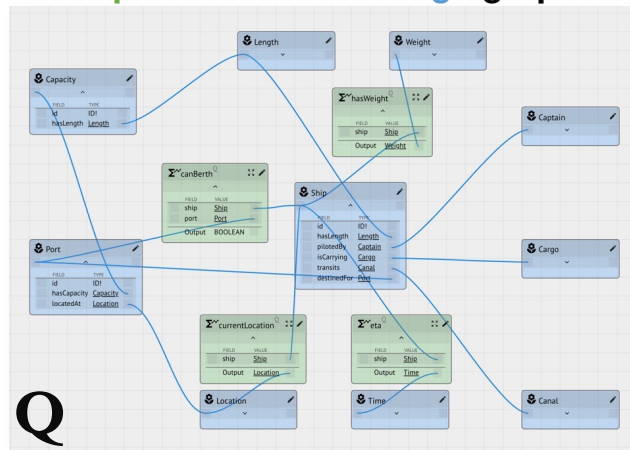 Length
Weight
Capacity
FIELD TYPE
id ID!
hasLength Length
hasWeight Q
FIELD VALUE
ship Ship
Output Weight
Captain
canBerth Q
FIELD VALUE
ship Ship
port Port
Output BOOLEAN
Ship
FIELD TYPE
id ID!
hasLength Length
pilotedBy Captain
isCarrying Cargo
transits Canal
destinedFor Port
Port
FIELD TYPE
id ID!
hasCapacity Capacity
locatedAt Location
Cargo
currentLocation Q
FIELD VALUE
ship Ship
Output Location
eta Q
FIELD VALUE
ship Ship
Output Time
Location
Time
Canal
Q